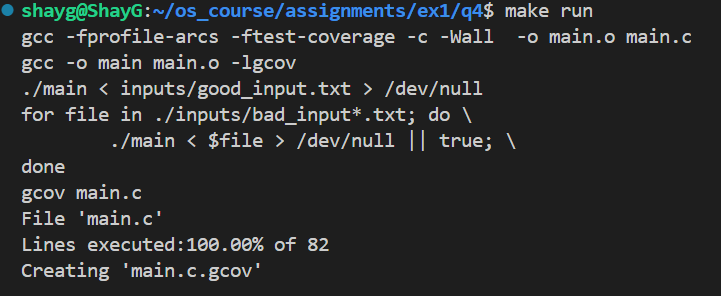 shayg@ShayG:~/os_course/assignments/ex1/q4$ make run
gcc -fprofile-arcs -ftest-coverage -c -Wall  -o main.o main.c
gcc -o main main.o -lgcov
./main < inputs/good_input.txt > /dev/null
for file in ./inputs/bad_input*.txt; do \
        ./main < $file > /dev/null || true; \
done
gcov main.c
File 'main.c'
Lines executed:100.00% of 82
Creating 'main.c.gcov'